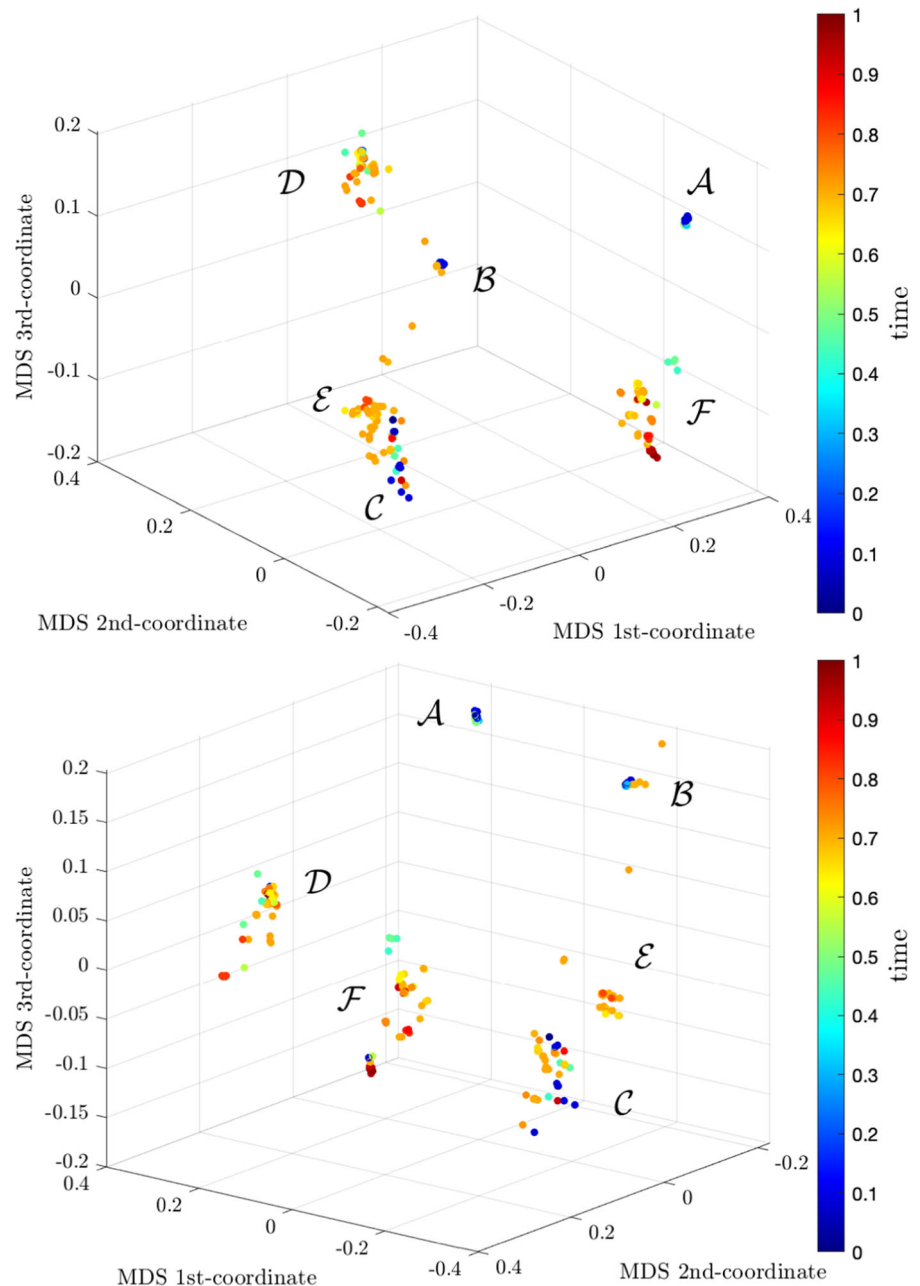 1
0.9
0.8
0.7
0.6
0.5
0.4
0.3
0.2
0.1
0
time
0.2
0.1
0
-0.1
-0.2
MDS 3rd-coordinate
𝒟
𝒜
ℬ
ℰ
ℱ
𝒞
0.4
0.2
0
-0.2
MDS 2nd-coordinate
-0.4
-0.2
0
0.2
0.4
MDS 1st-coordinate
1
0.9
0.8
0.7
0.6
0.5
0.4
0.3
0.2
0.1
0
time
0.2
0.15
0.1
0.05
0
-0.05
-0.1
-0.15
-0.2
MDS 3rd-coordinate
𝒜
ℬ
𝒟
ℰ
ℱ
𝒞
0.4
0.2
0
-0.2
-0.4
MDS 1st-coordinate
0.4
0.2
0
-0.2
MDS 2nd-coordinate